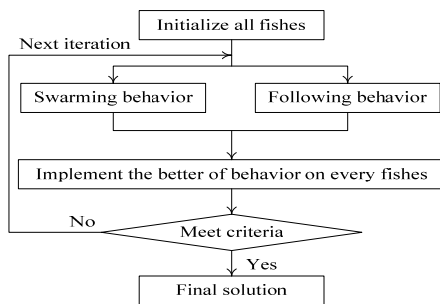 Initialize all fishes
Next iteration
Swarming behavior
Following behavior
Implement the better of behavior on every fishes
No
Meet criteria
Yes
Final solution